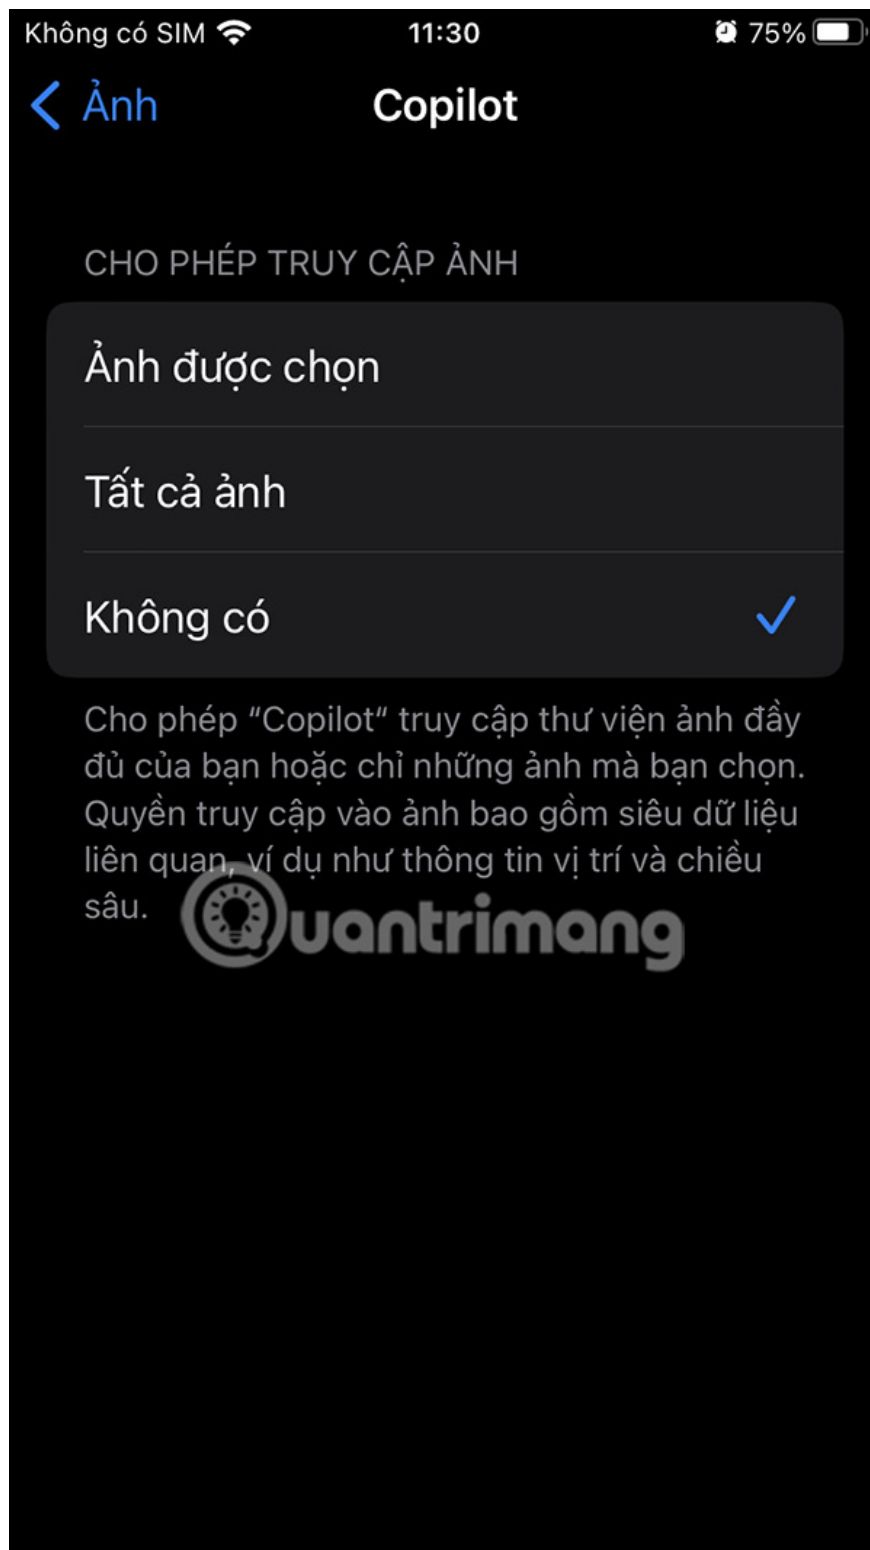 Không có SIM 11:30 75%
Ảnh Copilot
CHO PHÉP TRUY CẬP ẢNH
Ảnh được chọn
Tất cả ảnh
Không có
Cho phép “Copilot“ truy cập thư viện ảnh đầy
đủ của bạn hoặc chỉ những ảnh mà bạn chọn.
Quyền truy cập vào ảnh bao gồm siêu dữ liệu
liên quan, ví dụ như thông tin vị trí và chiều
sâu.
Quantrimang